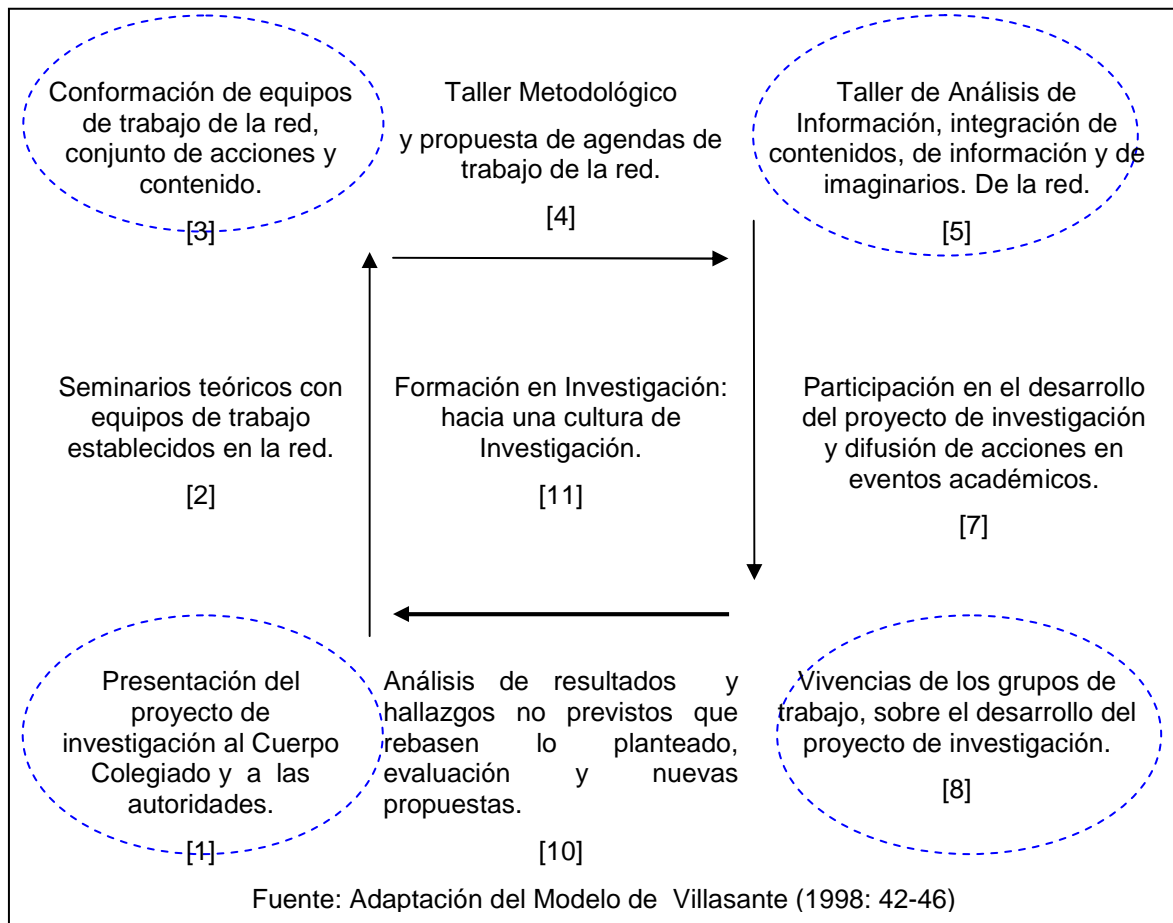 Conformación de equipos
de trabajo de la red,
conjunto de acciones y
contenido.
[3]
Taller Metodológico
y propuesta de agendas de
trabajo de la red.
[4]
Taller de Análisis de
Información, integración de
contenidos, de información y de
imaginarios. De la red.
[5]
Seminarios teóricos con
equipos de trabajo
establecidos en la red.
[2]
Formación en Investigación:
hacia una cultura de
Investigación.
[11]
Participación en el desarrollo
del proyecto de investigación
y difusión de acciones en
eventos académicos.
[7]
Presentación del
proyecto de
investigación al Cuerpo
Colegiado y a las
autoridades.
[1]
Análisis de resultados y
hallazgos no previstos que
rebasen lo planteado,
evaluación y nuevas
propuestas.
[10]
Vivencias de los grupos de
trabajo, sobre el desarrollo del
proyecto de investigación.
[8]
Fuente: Adaptación del Modelo de Villasante (1998: 42-46)